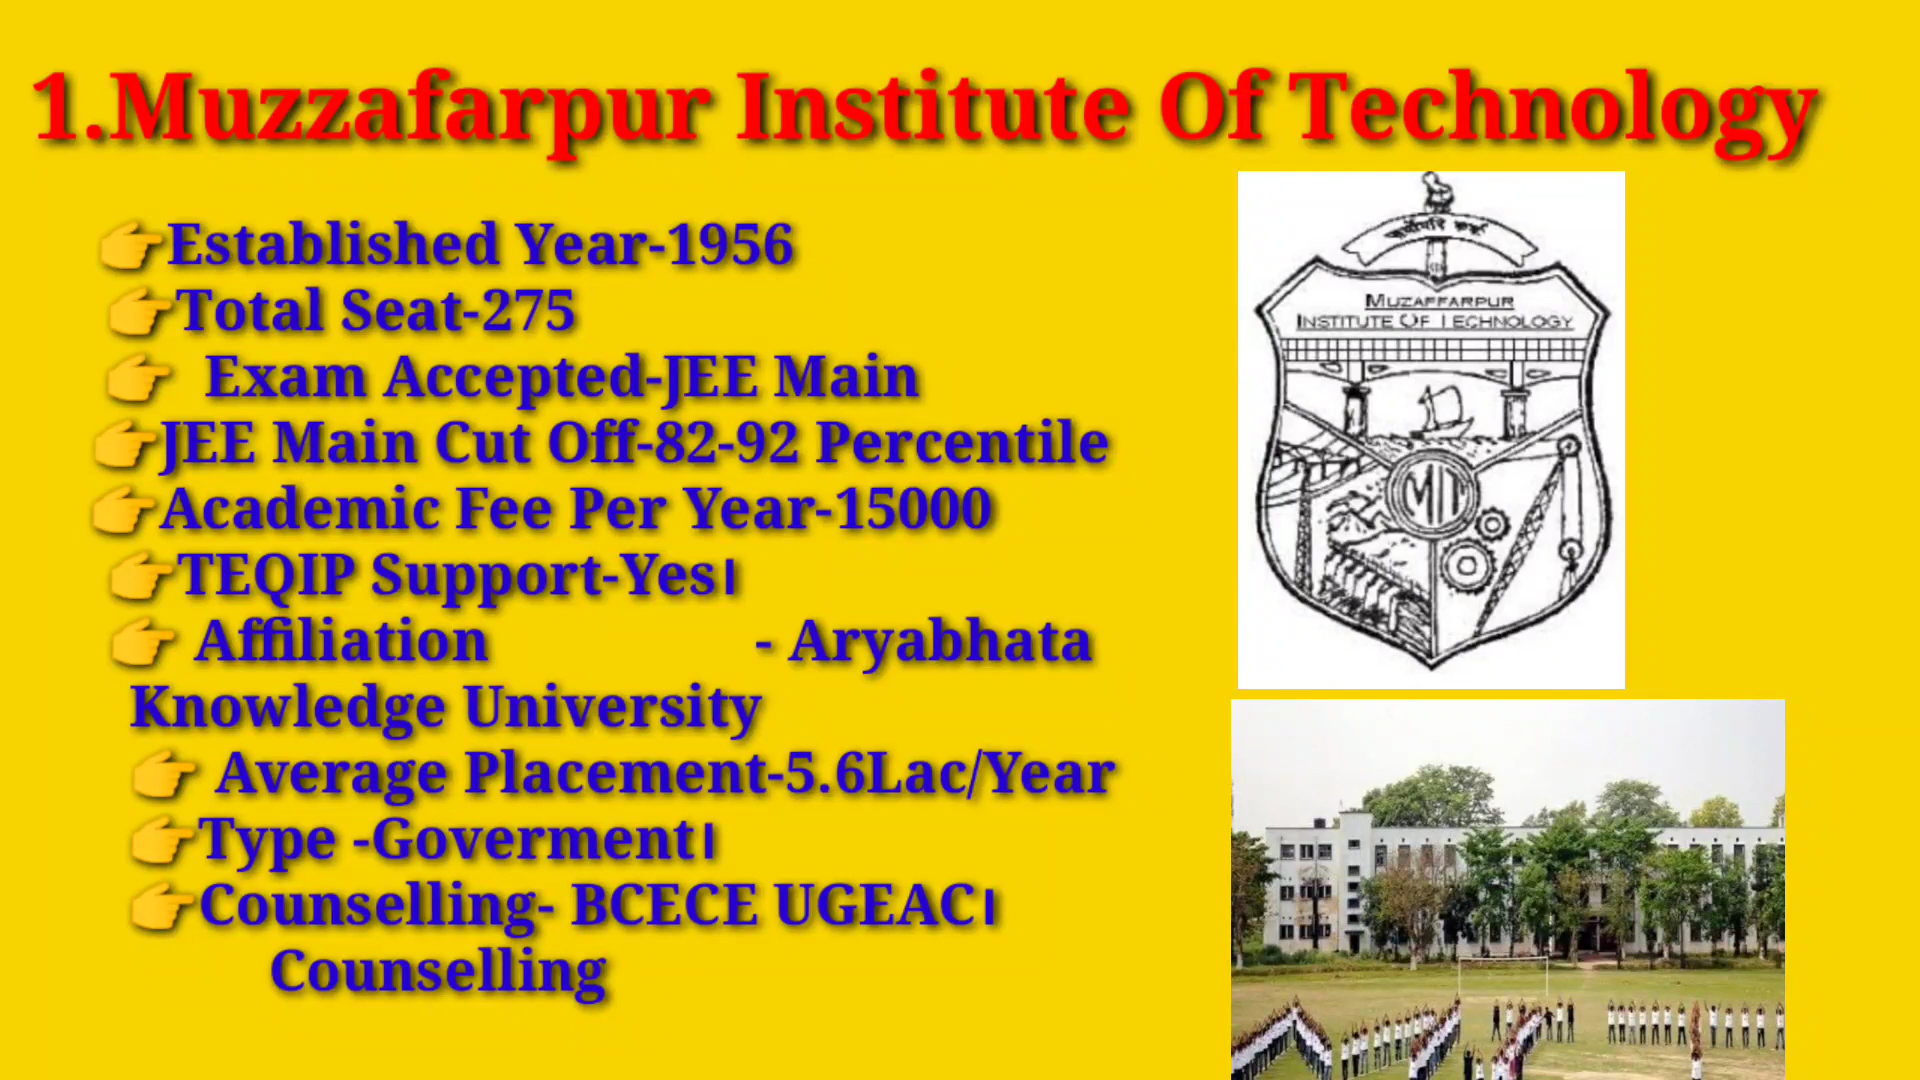 1.Muzzafarpur Institute Of Technology
👉Established Year-1956
👉Total Seat-275
👉 Exam Accepted-JEE Main
👉JEE Main Cut Off-82-92 Percentile
👉Academic Fee Per Year-15000
👉TEQIP Support-Yes।
👉 Affiliation - Aryabhata
Knowledge University
👉 Average Placement-5.6Lac/Year
👉Type -Goverment।
👉Counselling- BCECE UGEAC।
Counselling
MUZAFFARPUR
INSTITUTE OF TECHNOLOGY
MIT